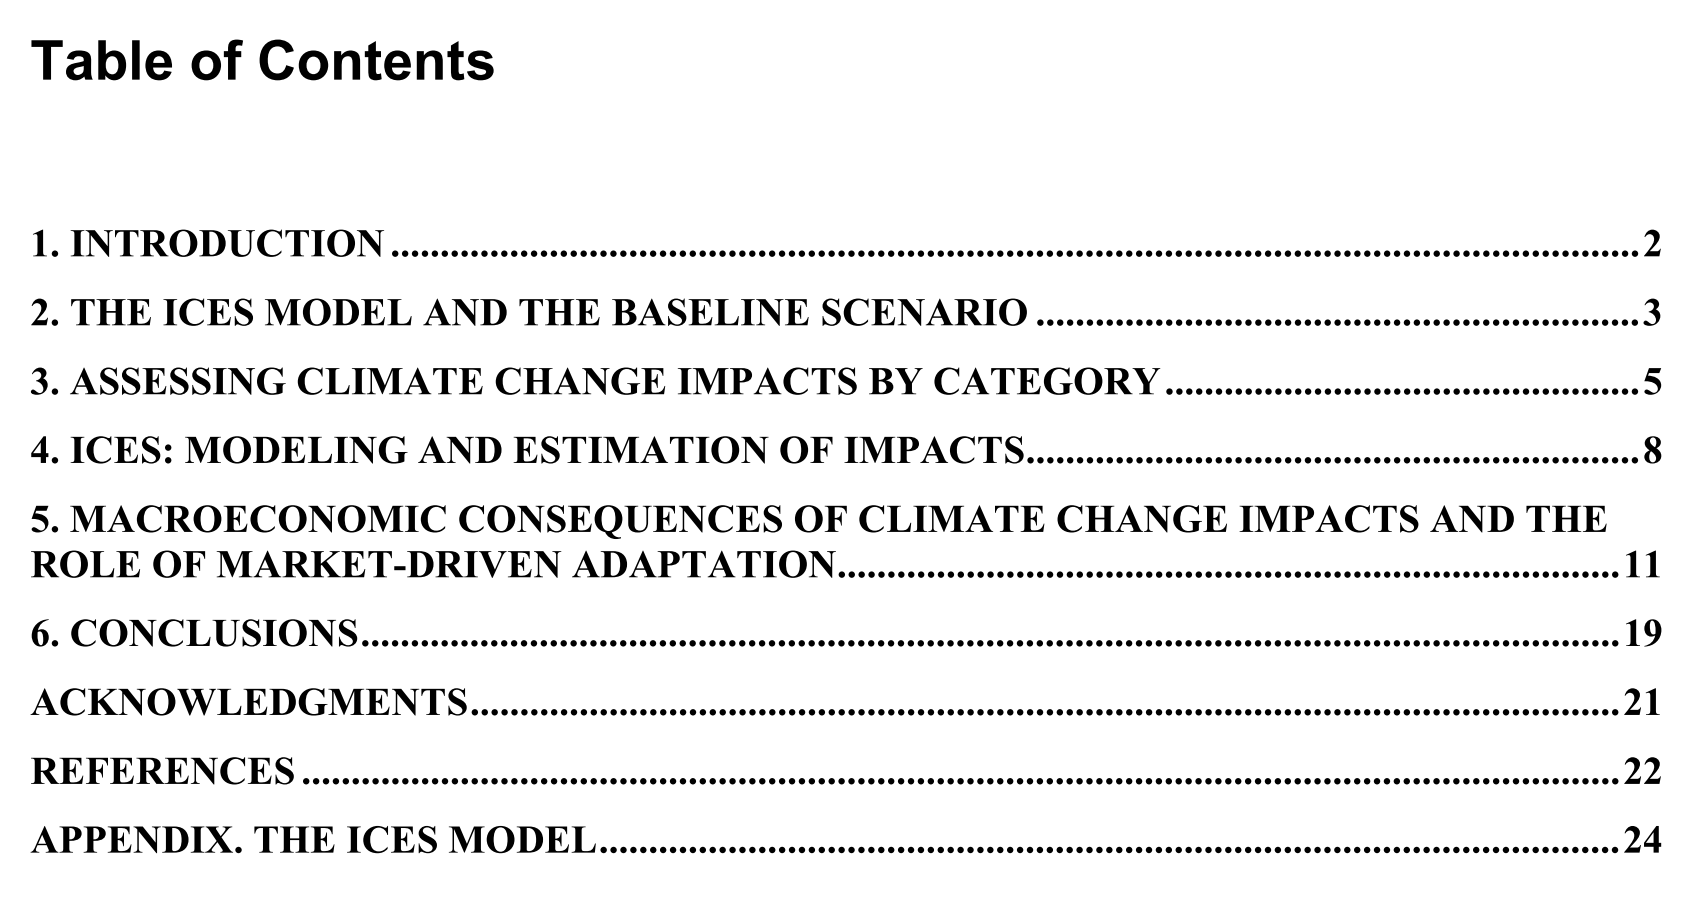 Table of Contents
1. INTRODUCTION ........................................................................................................................... 2
2. THE ICES MODEL AND THE BASELINE SCENARIO ............................................................. 3
3. ASSESSING CLIMATE CHANGE IMPACTS BY CATEGORY ................................................ 5
4. ICES: MODELING AND ESTIMATION OF IMPACTS.............................................................. 8
5. MACROECONOMIC CONSEQUENCES OF CLIMATE CHANGE IMPACTS AND THE
ROLE OF MARKET-DRIVEN ADAPTATION............................................................................... 11
6. CONCLUSIONS............................................................................................................................... 19
ACKNOWLEDGMENTS.................................................................................................................... 21
REFERENCES ..................................................................................................................................... 22
APPENDIX. THE ICES MODEL....................................................................................................... 24